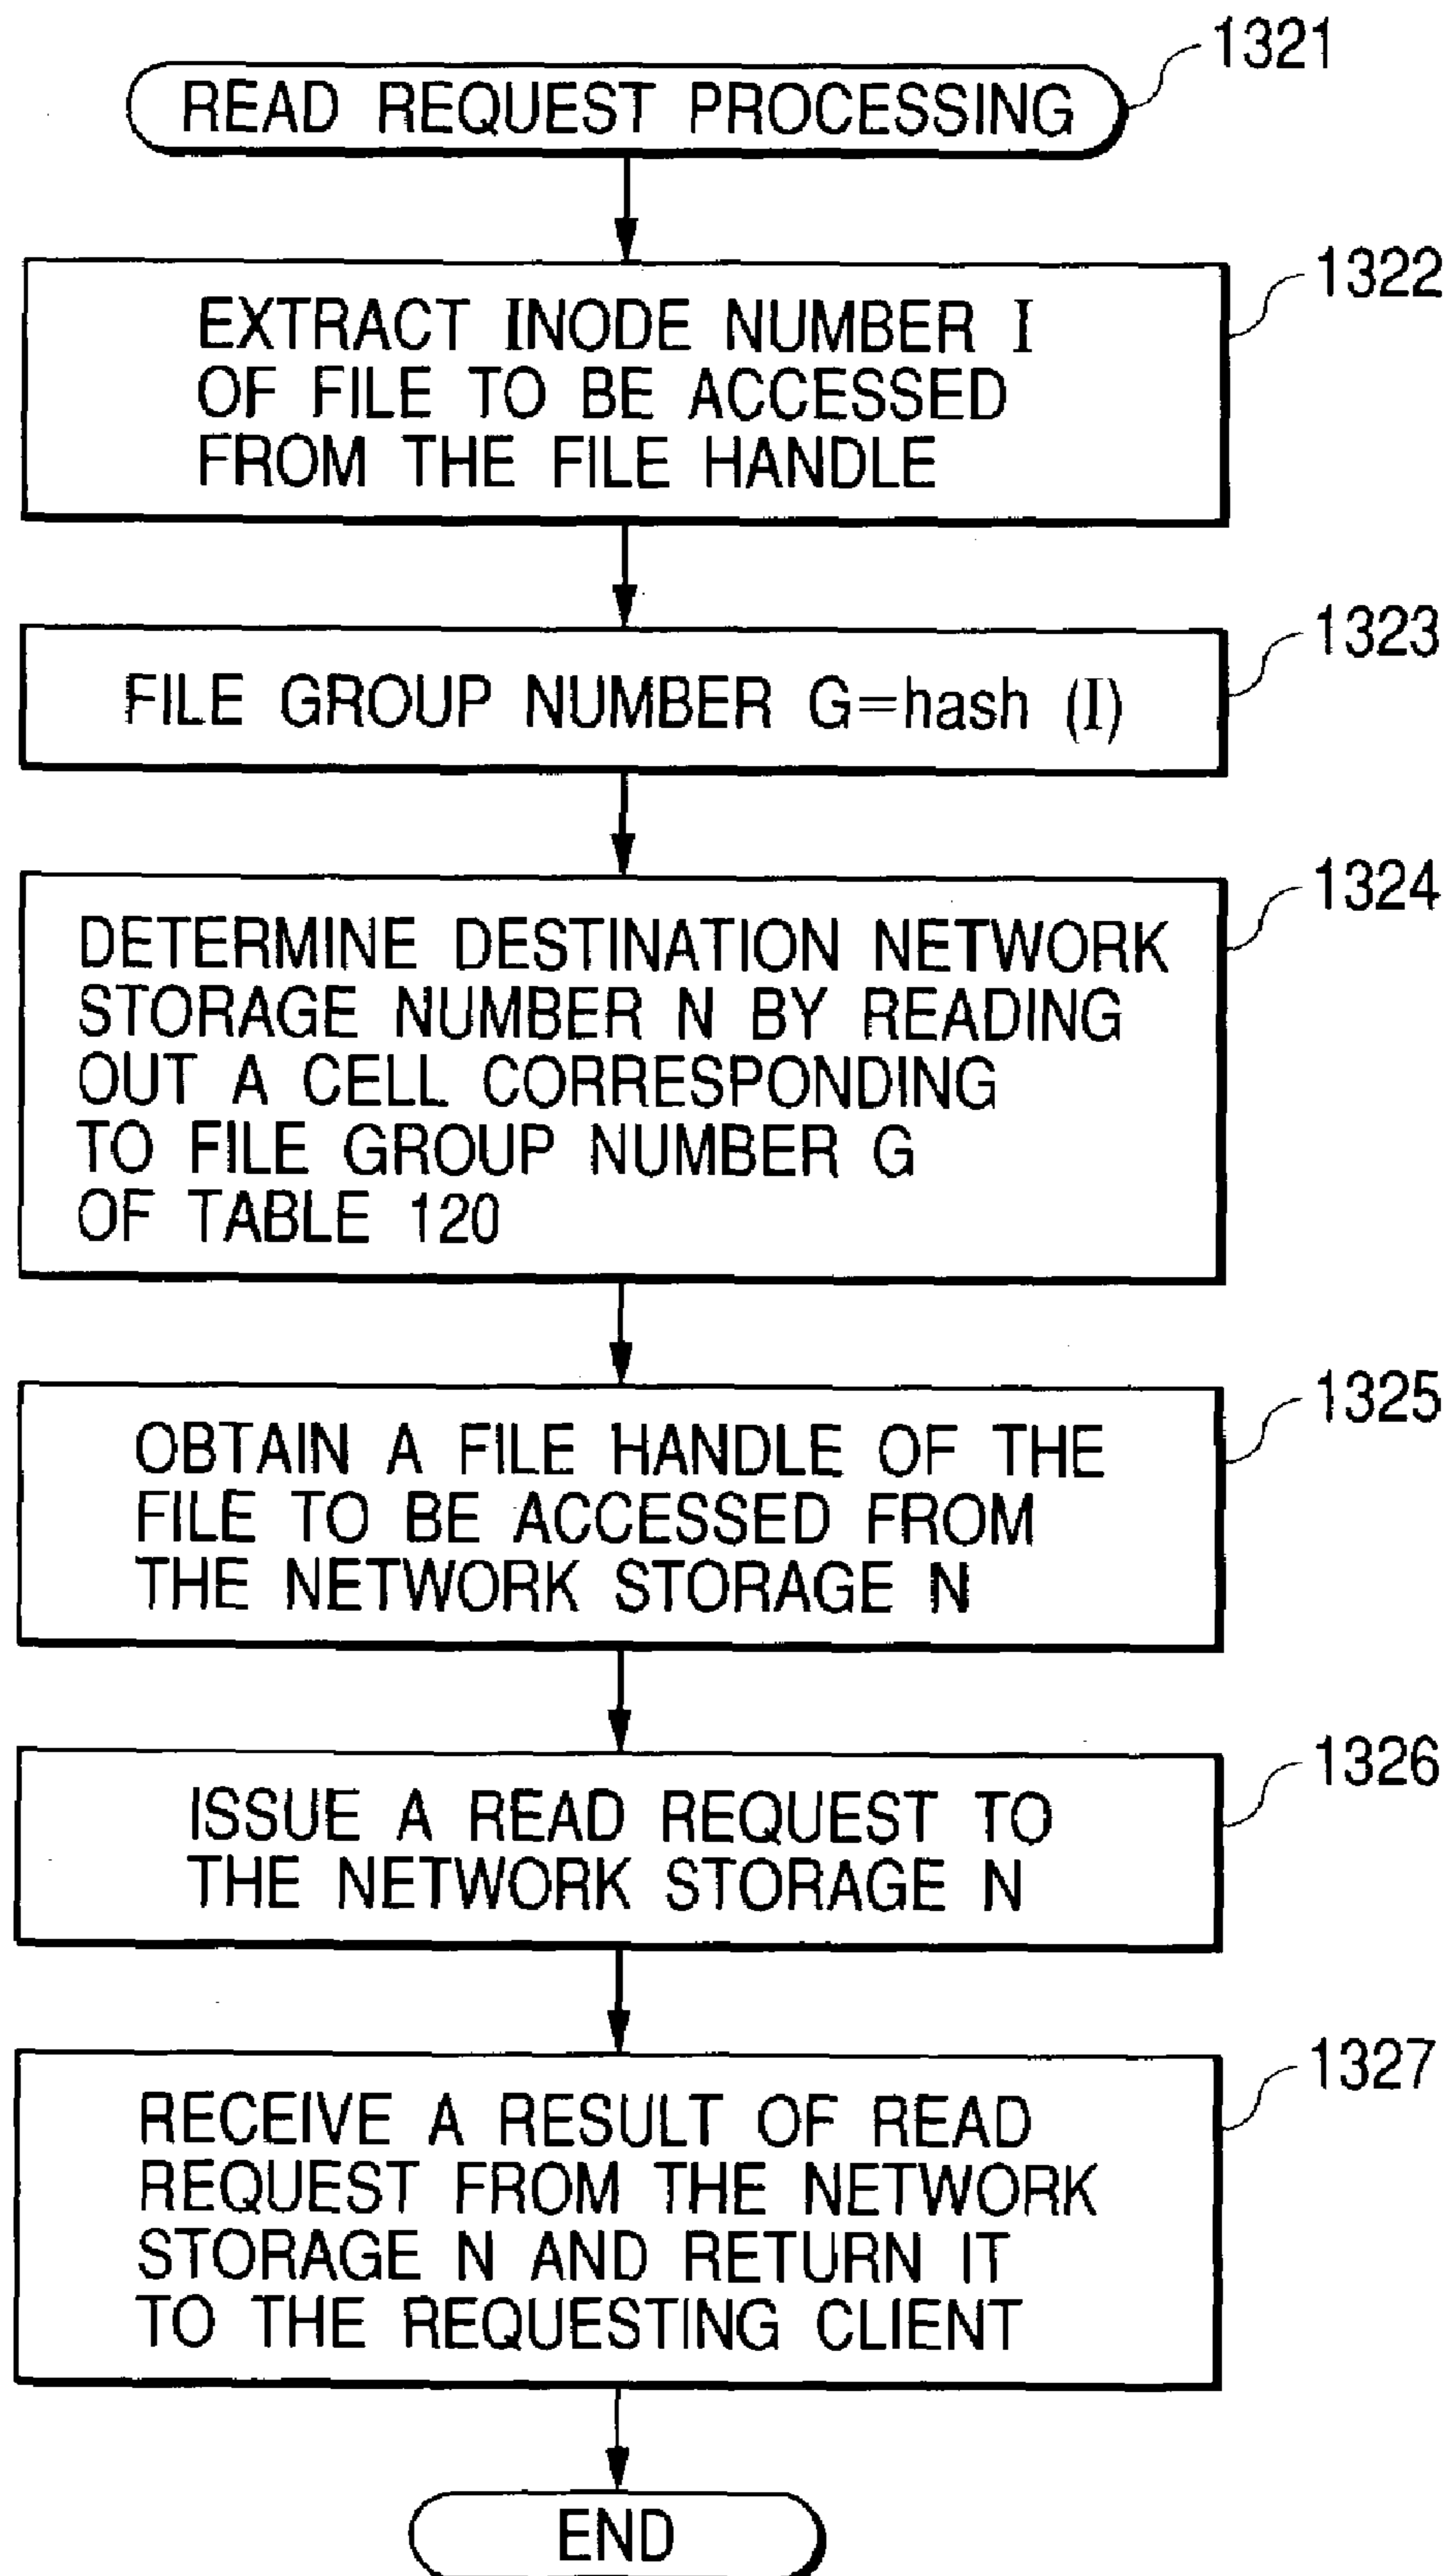 1321
READ REQUEST PROCESSING
1322
EXTRACT INODE NUMBER I
OF FILE TO BE ACCESSED
FROM THE FILE HANDLE
1323
FILE GROUP NUMBER G=hash (I)
1324
DETERMINE DESTINATION NETWORK
STORAGE NUMBER N BY READING
OUT A CELL CORRESPONDING
TO FILE GROUP NUMBER G
OF TABLE 120
1325
OBTAIN A FILE HANDLE OF THE
FILE TO BE ACCESSED FROM
THE NETWORK STORAGE N
1326
ISSUE A READ REQUEST TO
THE NETWORK STORAGE N
1327
RECEIVE A RESULT OF READ
REQUEST FROM THE NETWORK
STORAGE N AND RETURN IT
TO THE REQUESTING CLIENT
END